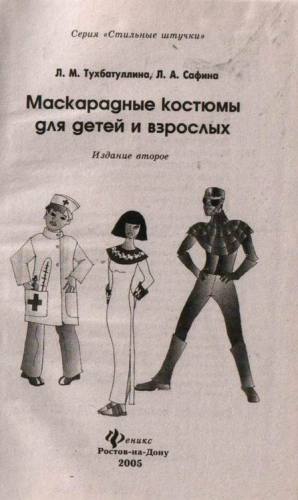 Серия «Стильные штучки»
Л. М. Тухбатуллина, Л. А. Сафина
Маскарадные костюмы
для детей и взрослых
Издание второе
Феникс
Ростов-на-Дону
2005